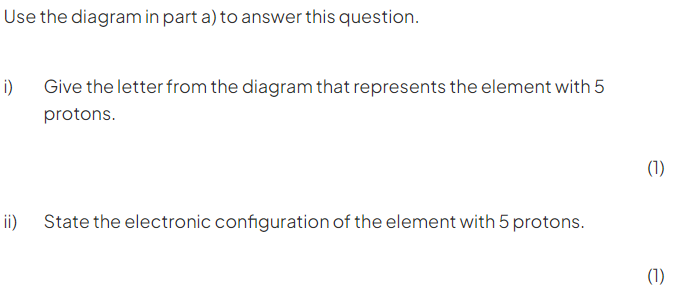 Use the diagram in part a) to answer this question.
i) Give the letter from the diagram that represents the element with 5
protons.
(1)
ii) State the electronic configuration of the element with 5 protons.
(1)